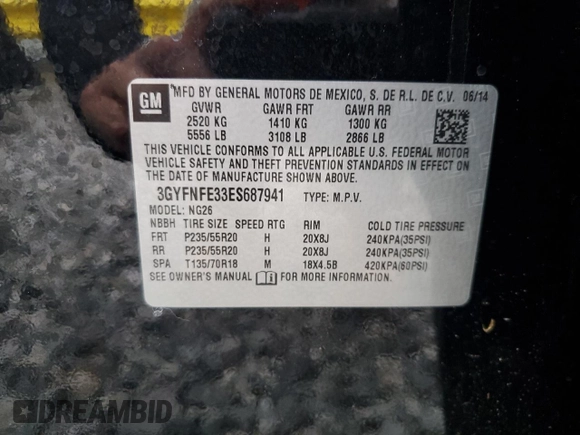 GM
MFD BY GENERAL MOTORS DE MEXICO, S. DE R.L. DE C.V. 06/14
GVWR GAWR FRT GAWR RR
2520 KG 1410 KG 1300 KG
5556 LB 3108 LB 2866 LB
THIS VEHICLE CONFORMS TO ALL APPLICABLE U.S. FEDERAL MOTOR
VEHICLE SAFETY AND THEFT PREVENTION STANDARDS IN EFFECT ON
THE DATE OF MANUFACTURE SHOWN ABOVE.
3GYFNFE33ES687941 TYPE: M.P.V.
MODEL: NG26
NBBH TIRE SIZE SPEED RTG RIM COLD TIRE PRESSURE
FRT P235/55R20 H 20X8J 240KPA(35PSI)
RR P235/55R20 H 20X8J 240KPA(35PSI)
SPA T135/70R18 M 18X4.5B 420KPA(60PSI)
SEE OWNER'S MANUAL FOR MORE INFORMATION.
DREAMBID